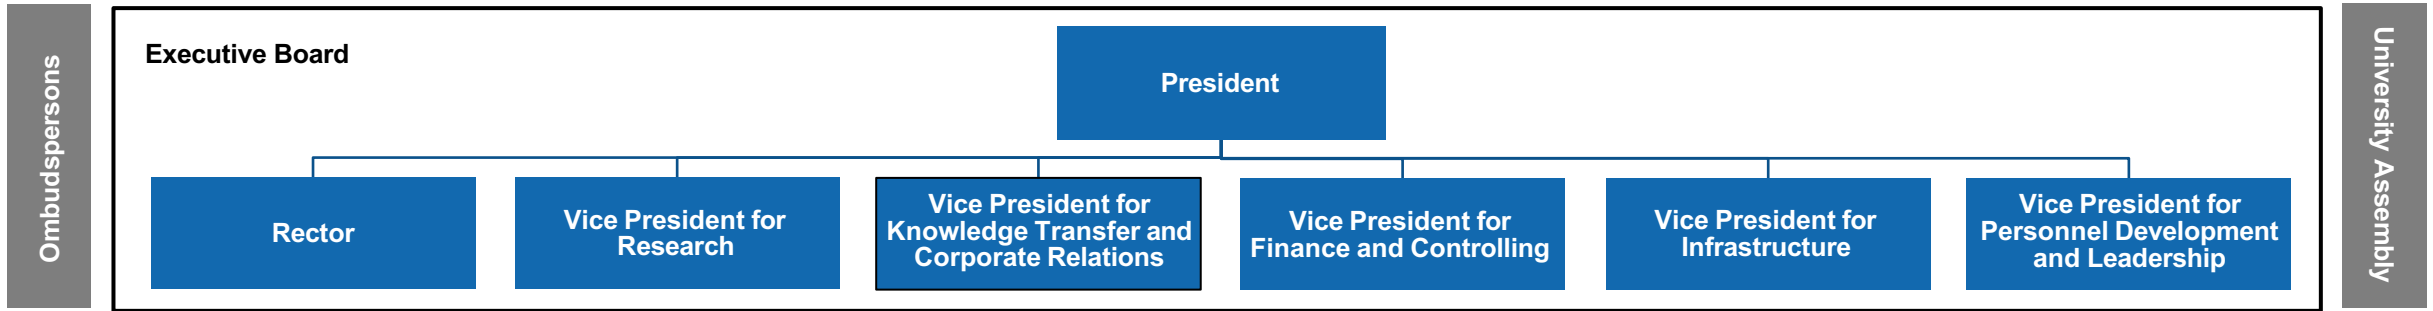 Ombudspersons
Executive Board
President
Rector
Vice President for
Research
Vice President for
Knowledge Transfer and
Corporate Relations
Vice President for
Finance and Controlling
Vice President for
Infrastructure
Vice President for
Personnel Development
and Leadership
University Assembly